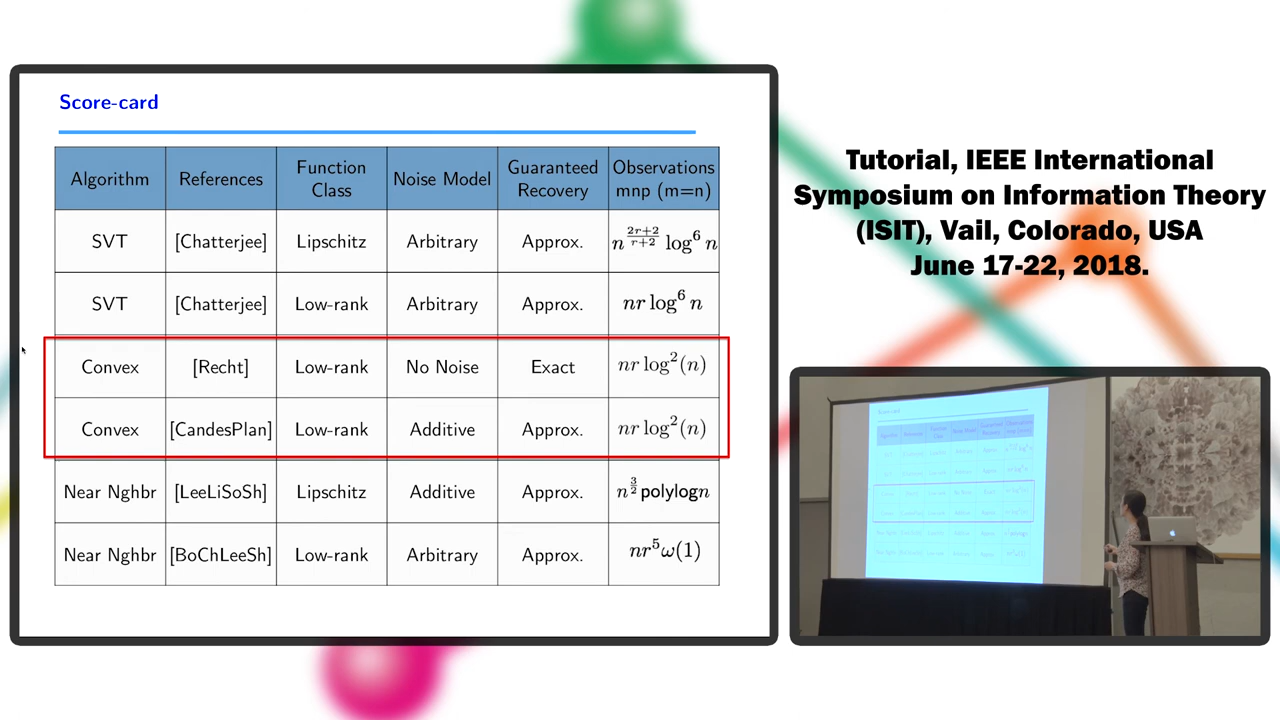 Score-card
Algorithm References Function Class Noise Model Guaranteed Recovery Observations mnp (m=n)
SVT [Chatterjee] Lipschitz Arbitrary Approx. n^{\frac{2r+2}{r+2}} log^6 n
SVT [Chatterjee] Low-rank Arbitrary Approx. nr log^6 n
Convex [Recht] Low-rank No Noise Exact nr log^2(n)
Convex [CandesPlan] Low-rank Additive Approx. nr log^2(n)
Near Nghbr [LeeLiSoSh] Lipschitz Additive Approx. n^{\frac{3}{2}} polylogn
Near Nghbr [BoChLeeSh] Low-rank Arbitrary Approx. nr^5 ω(1)
Tutorial, IEEE International
Symposium on Information Theory
(ISIT), Vail, Colorado, USA
June 17-22, 2018.